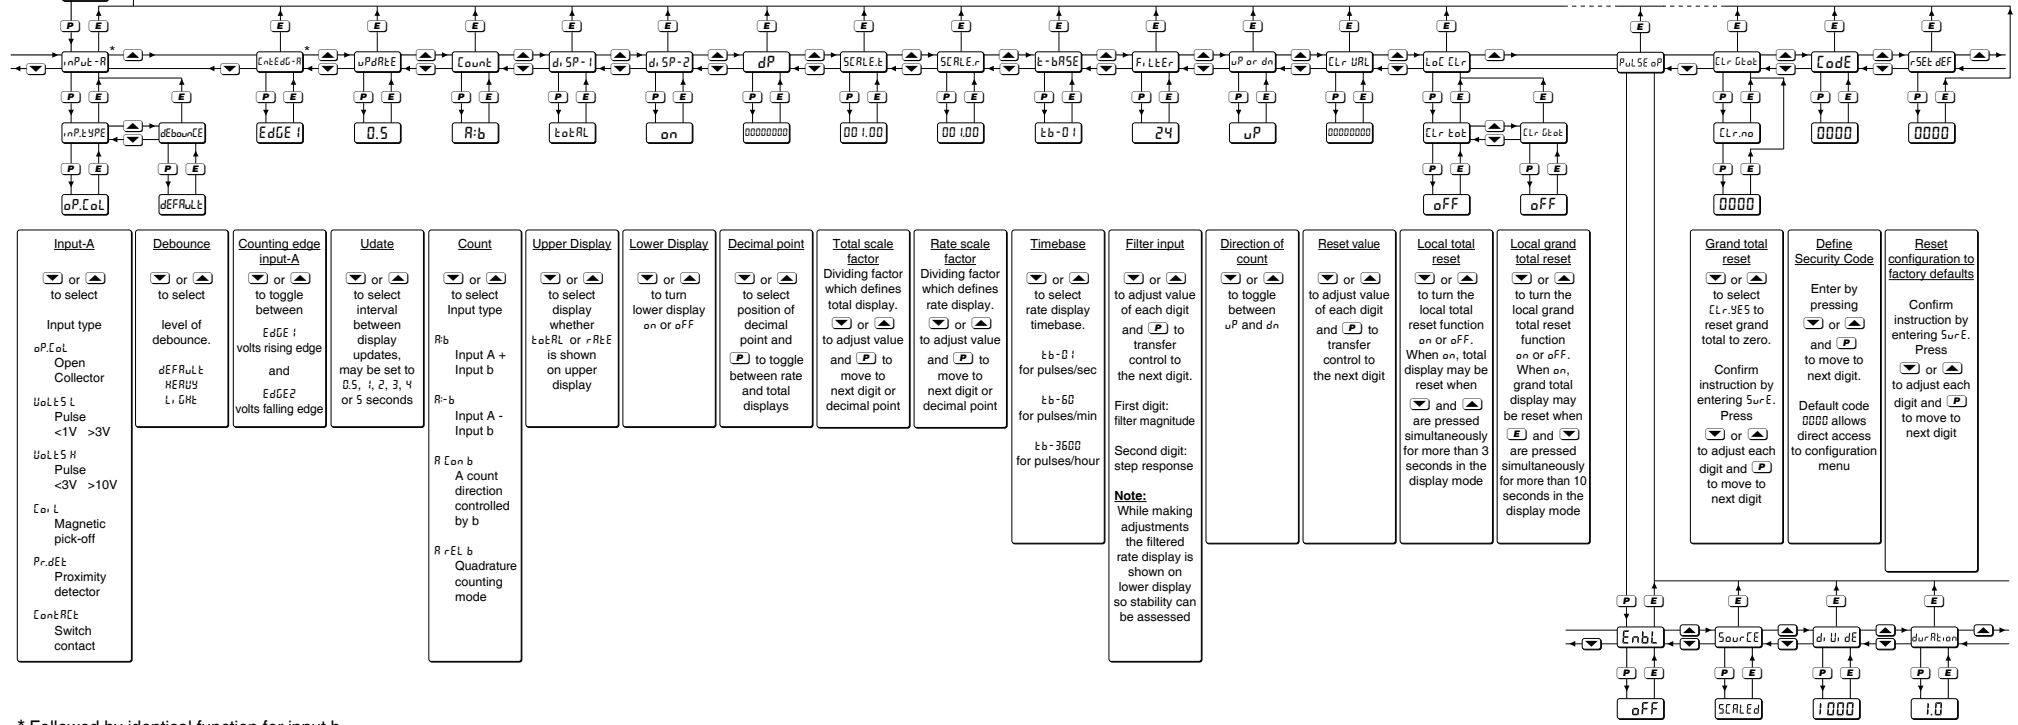 E E E E E E E E E E E E E E E E E E E
P E
inPut-A * CntEdG-A * uPdAtE Count diSP-1 diSP-2 dP SCALE.t SCALE.r t-bASE FiLtEr uP or dn CLr VAL LoC CLr PuLSE oP CLr Gtot CodE rSEt dEF
P E E P E P E P E P E P E P E P E P E P E P E P E P E P E E P E P E P E
inP.tYPE dEbounCE EdGE 1 0.5 A:b totAL on 00000000 001.00 001.00 tb-01 24 uP 00000000 CLr tot CLr Gtot CLr.no 0000 0000
P E P E P E P E P E
oP.CoL dEFAuLt oFF oFF 0000
Input-A
or
to select
Input type
oP.CoL
Open
Collector
VoLtS L
Pulse
<1V >3V
VoLtS H
Pulse
<3V >10V
CoiL
Magnetic
pick-off
Pr.dEt
Proximity
detector
ContACt
Switch
contact
Debounce
or
to select
level of
debounce.
dEFAuLt
HEAVY
LiGHt
Counting edge
input-A
or
to toggle
between
EdGE 1
volts rising edge
and
EdGE2
volts falling edge
Udate
or
to select
interval
between
display
updates,
may be set to
0.5, 1, 2, 3, 4
or 5 seconds
Count
or
to select
Input type
A:b
Input A +
Input b
A:-b
Input A -
Input b
A Con b
A count
direction
controlled
by b
A rEL b
Quadrature
counting
mode
Upper Display
or
to select
display
whether
totAL or rAtE
is shown
on upper
display
Lower Display
or
to turn
lower display
on or oFF
Decimal point
or
to select
position of
decimal
point and
P to toggle
between rate
and total
displays
Total scale
factor
Dividing factor
which defines
total display.
or
to adjust value
and P to
move to
next digit or
decimal point
Rate scale
factor
Dividing factor
which defines
rate display.
or
to adjust value
and P to
move to
next digit or
decimal point
Timebase
or
to select
rate display
timebase.
tb-01
for pulses/sec
tb-60
for pulses/min
tb-3600
for pulses/hour
Filter input
or
to adjust value
of each digit
and P to
transfer
control to
the next digit.
First digit:
filter magnitude
Second digit:
step response
Note:
While making
adjustments
the filtered
rate display is
shown on
lower display
so stability can
be assessed
Direction of
count
or
to toggle
between
uP and dn
Reset value
or
to adjust value
of each digit
and P to
transfer
control to
the next digit
Local total
reset
or
to turn the
local total
reset function
on or oFF.
When on, total
display may be
reset when
and
are pressed
simultaneously
for more than 3
seconds in the
display mode
Local grand
total reset
or
to turn the
local grand
total reset
function
on or oFF.
When on,
grand total
display may
be reset when
E and
are pressed
simultaneously
for more than 10
seconds in the
display mode
Grand total
reset
or
to select
CLr.YES to
reset grand
total to zero.
Confirm
instruction by
entering SurE.
Press
or
to adjust each
digit and P
to move to
next digit
Define
Security Code
Enter by
pressing
or
and P
to move to
next digit.
Default code
0000 allows
direct access
to configuration
menu
Reset
configuration to
factory defaults
Confirm
instruction by
entering SurE.
Press
or
to adjust each
digit and P
to move to
next digit
P E E E E
EnbL SourCE diVidE durAtion
P E P E P E P E
oFF SCALEd 1000 1.0
* Followed by identical function for input b